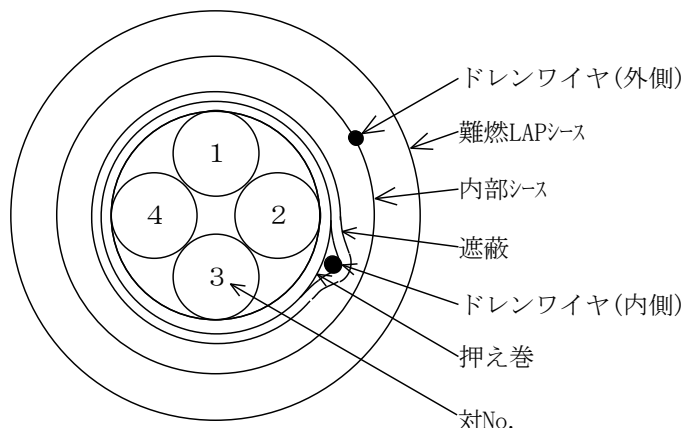 ドレンワイヤ(外側)
難燃LAPｼｰｽ
内部ｼｰｽ
遮蔽
ドレンワイヤ(内側)
押え巻
対No.
1
4
2
3